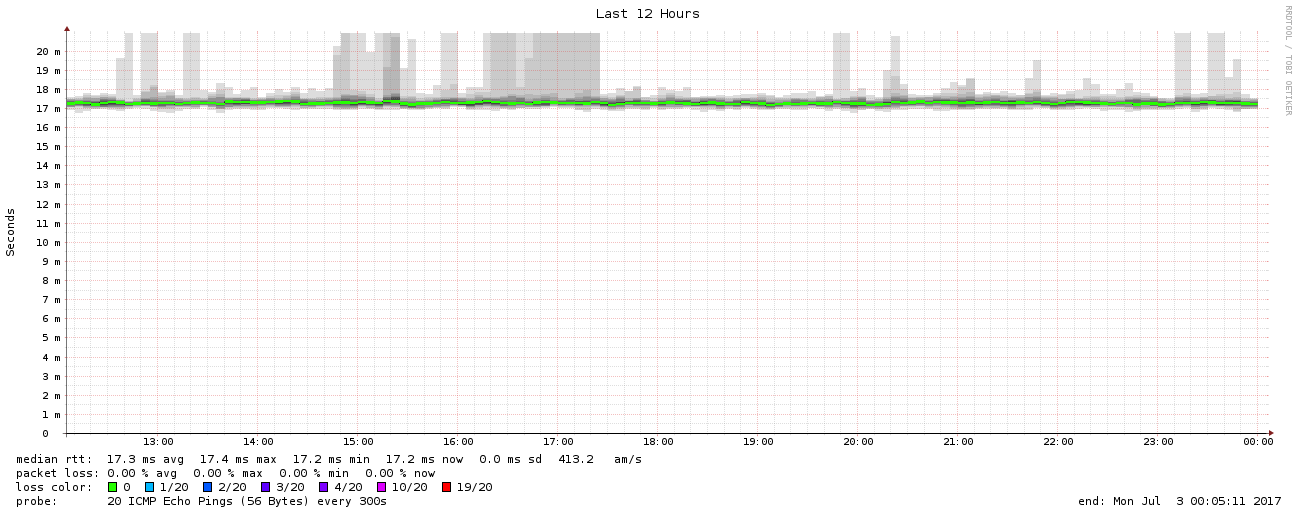 Last 12 Hours
RRDTOOL / TOBI OETIKER
Seconds
20 m
19 m
18 m
17 m
16 m
15 m
14 m
13 m
12 m
11 m
10 m
9 m
8 m
7 m
6 m
5 m
4 m
3 m
2 m
1 m
0
13:00 14:00 15:00 16:00 17:00 18:00 19:00 20:00 21:00 22:00 23:00 00:00
median rtt: 17.3 ms avg 17.4 ms max 17.2 ms min 17.2 ms now 0.0 ms sd 413.2 am/s
packet loss: 0.00 % avg 0.00 % max 0.00 % min 0.00 % now
loss color: 0 1/20 2/20 3/20 4/20 10/20 19/20
probe: 20 ICMP Echo Pings (56 Bytes) every 300s end: Mon Jul 3 00:05:11 2017